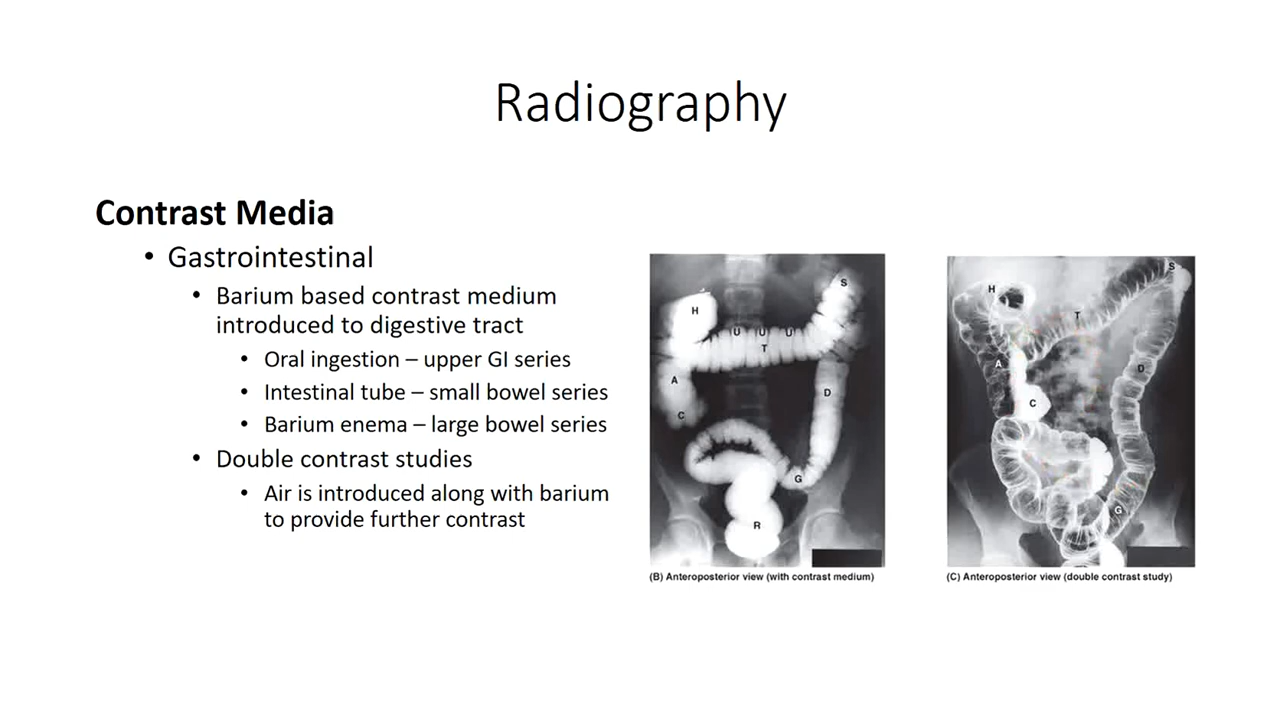 Radiography
Contrast Media
• Gastrointestinal
• Barium based contrast medium
introduced to digestive tract
• Oral ingestion – upper GI series
• Intestinal tube – small bowel series
• Barium enema – large bowel series
• Double contrast studies
• Air is introduced along with barium
to provide further contrast
S
H
U U U
T
A
D
C
G
R
(B) Anteroposterior view (with contrast medium)
S
H
T
A
D
C
G
(C) Anteroposterior view (double contrast study)